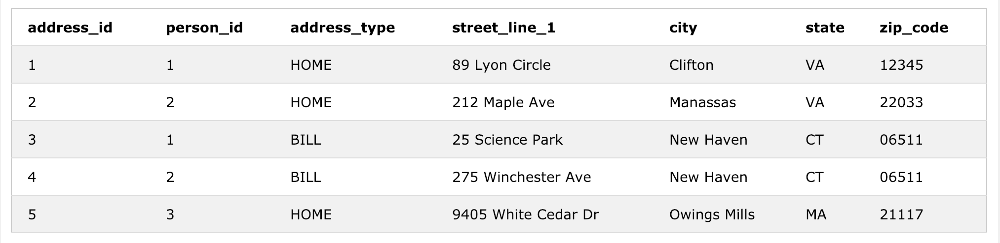 address_id person_id address_type street_line_1 city state zip_code
1 1 HOME 89 Lyon Circle Clifton VA 12345
2 2 HOME 212 Maple Ave Manassas VA 22033
3 1 BILL 25 Science Park New Haven CT 06511
4 2 BILL 275 Winchester Ave New Haven CT 06511
5 3 HOME 9405 White Cedar Dr Owings Mills MA 21117